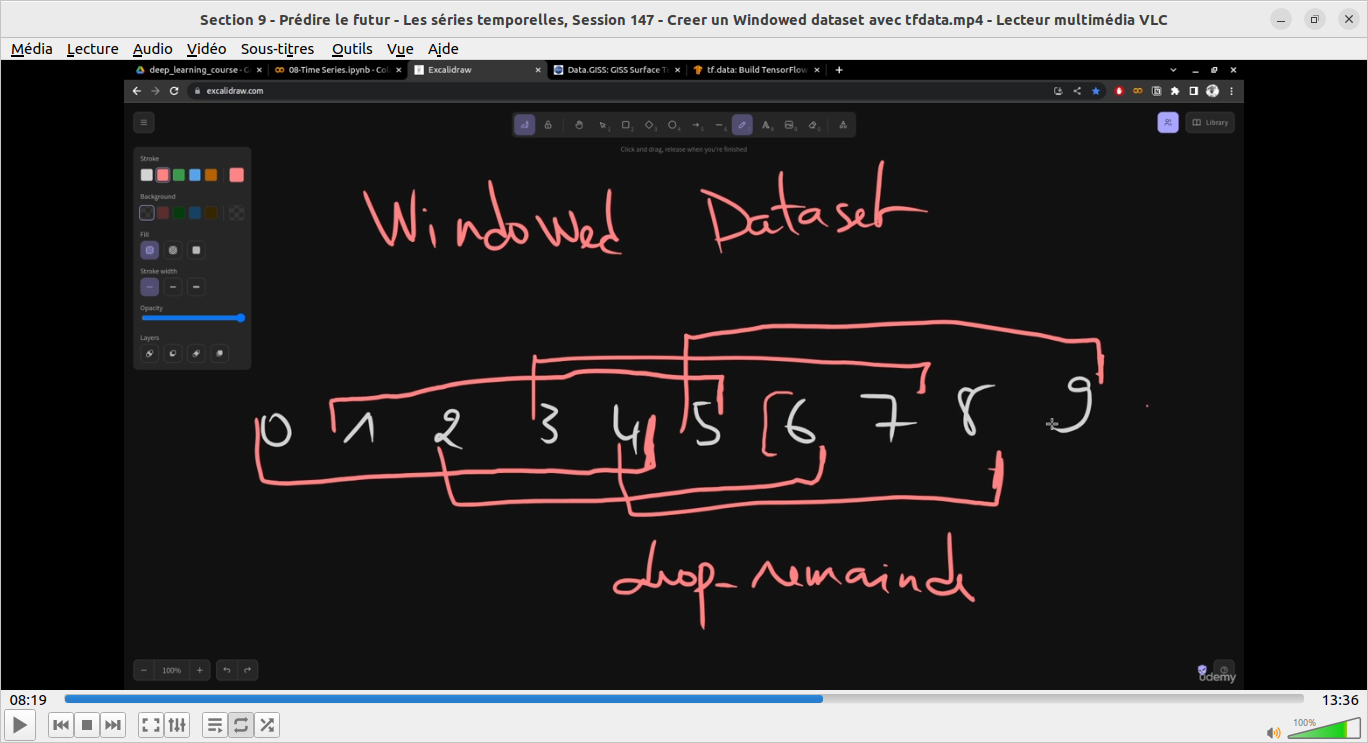 Section 9 - Prédire le futur - Les séries temporelles, Session 147 - Creer un Windowed dataset avec tfdata.mp4 - Lecteur multimédia VLC
Média Lecture Audio Vidéo Sous-titres Outils Vue Aide
deep_learning_course - G 08-Time Series.ipynb - Col Excalidraw Data.GISS: GISS Surface Te tf.data: Build TensorFlow
excalidraw.com
Library
Click and drag, release when you're finished
Stroke
Background
Fill
Stroke width
Opacity
Layers
Windowed Dataset
0 1 2 3 4 5 [6 7 8 9
drop_remainde
100%
udemy
08:19 13:36
100%